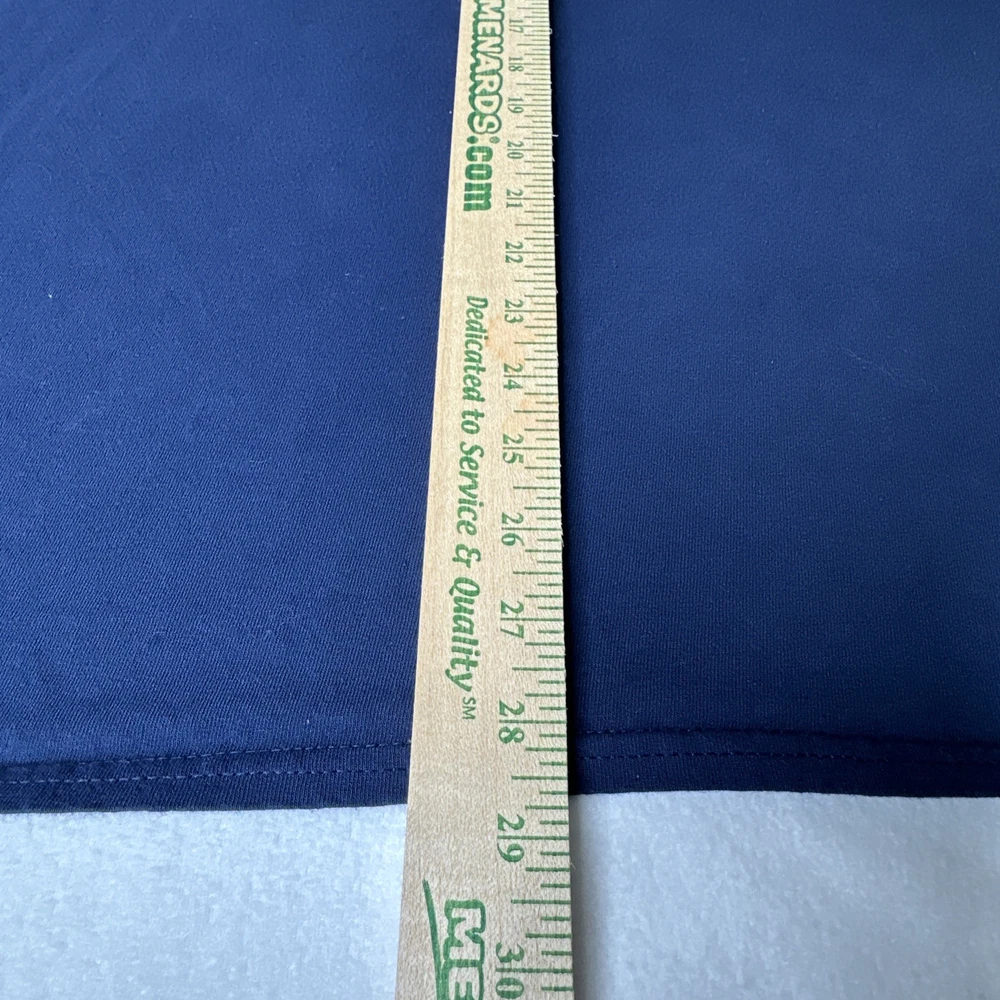 MENARDS.com
Dedicated to Service & Quality℠
17 18 19 20 21 22 23 24 25 26 27 28 29 30